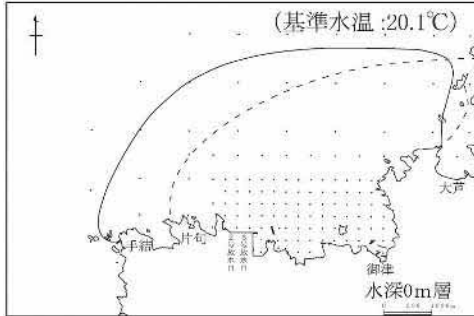 (基準水温 :20.1℃)
大芦
片句
手結
御津
水深0m層